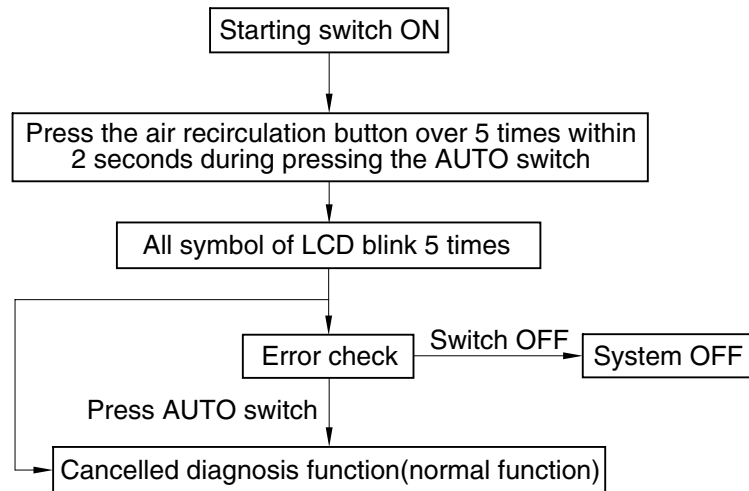 Starting switch ON
Press the air recirculation button over 5 times within
2 seconds during pressing the AUTO switch
All symbol of LCD blink 5 times
Error check
Switch OFF
System OFF
Press AUTO switch
Cancelled diagnosis function(normal function)